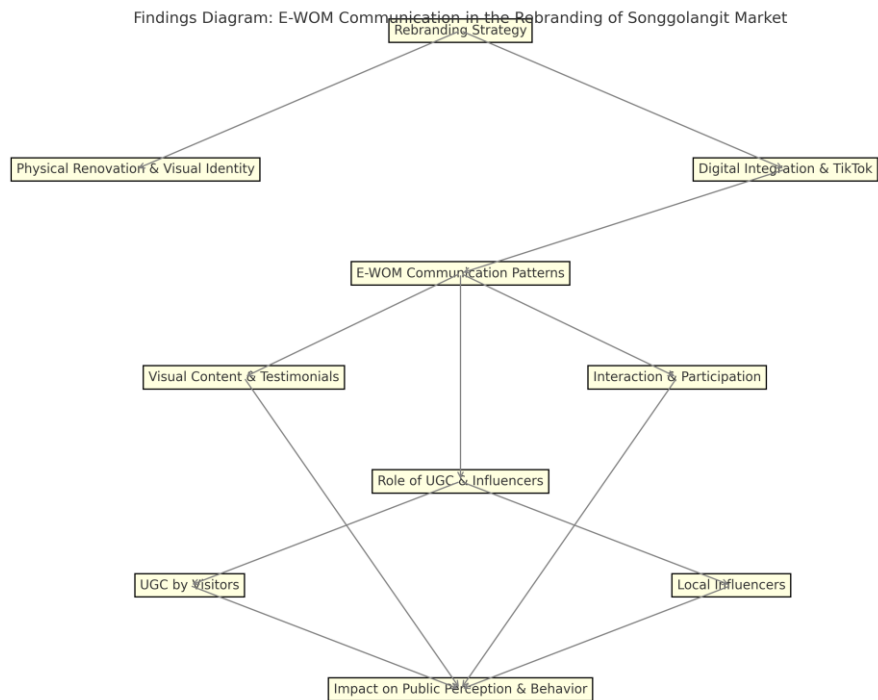 Findings Diagram: E-WOM Communication in the Rebranding of Songgolangit Market
Rebranding Strategy
Physical Renovation & Visual Identity
Digital Integration & TikTok
E-WOM Communication Patterns
Visual Content & Testimonials
Interaction & Participation
Role of UGC & Influencers
UGC by Visitors
Local Influencers
Impact on Public Perception & Behavior